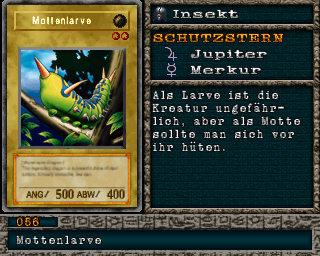 Mottenlarve
ANG/ 500 ABW/ 400
Insekt
SCHUTZSTERN
Jupiter
Merkur
Als Larve ist die
Kreatur ungefähr-
lich, aber als Motte
sollte man sich vor
ihr hüten.
056
Mottenlarve